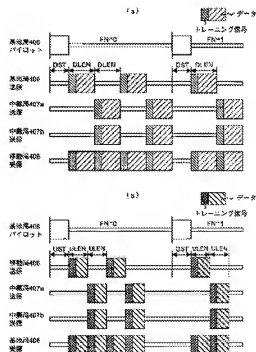 (a)
データ
トレーニング信号
基地局406 パイロット
FN=0
FN=1
DST DLEN DLEN
DST DLEN
基地局406 送信
中継局407a 送信
中継局407b 送信
移動局408 受信
(b)
データ
トレーニング信号
基地局406 パイロット
FN=0
FN=1
UST ULEN ULEN
UST ULEN ULEN
移動局408 送信
中継局407a 送信
中継局407b 送信
基地局406 受信